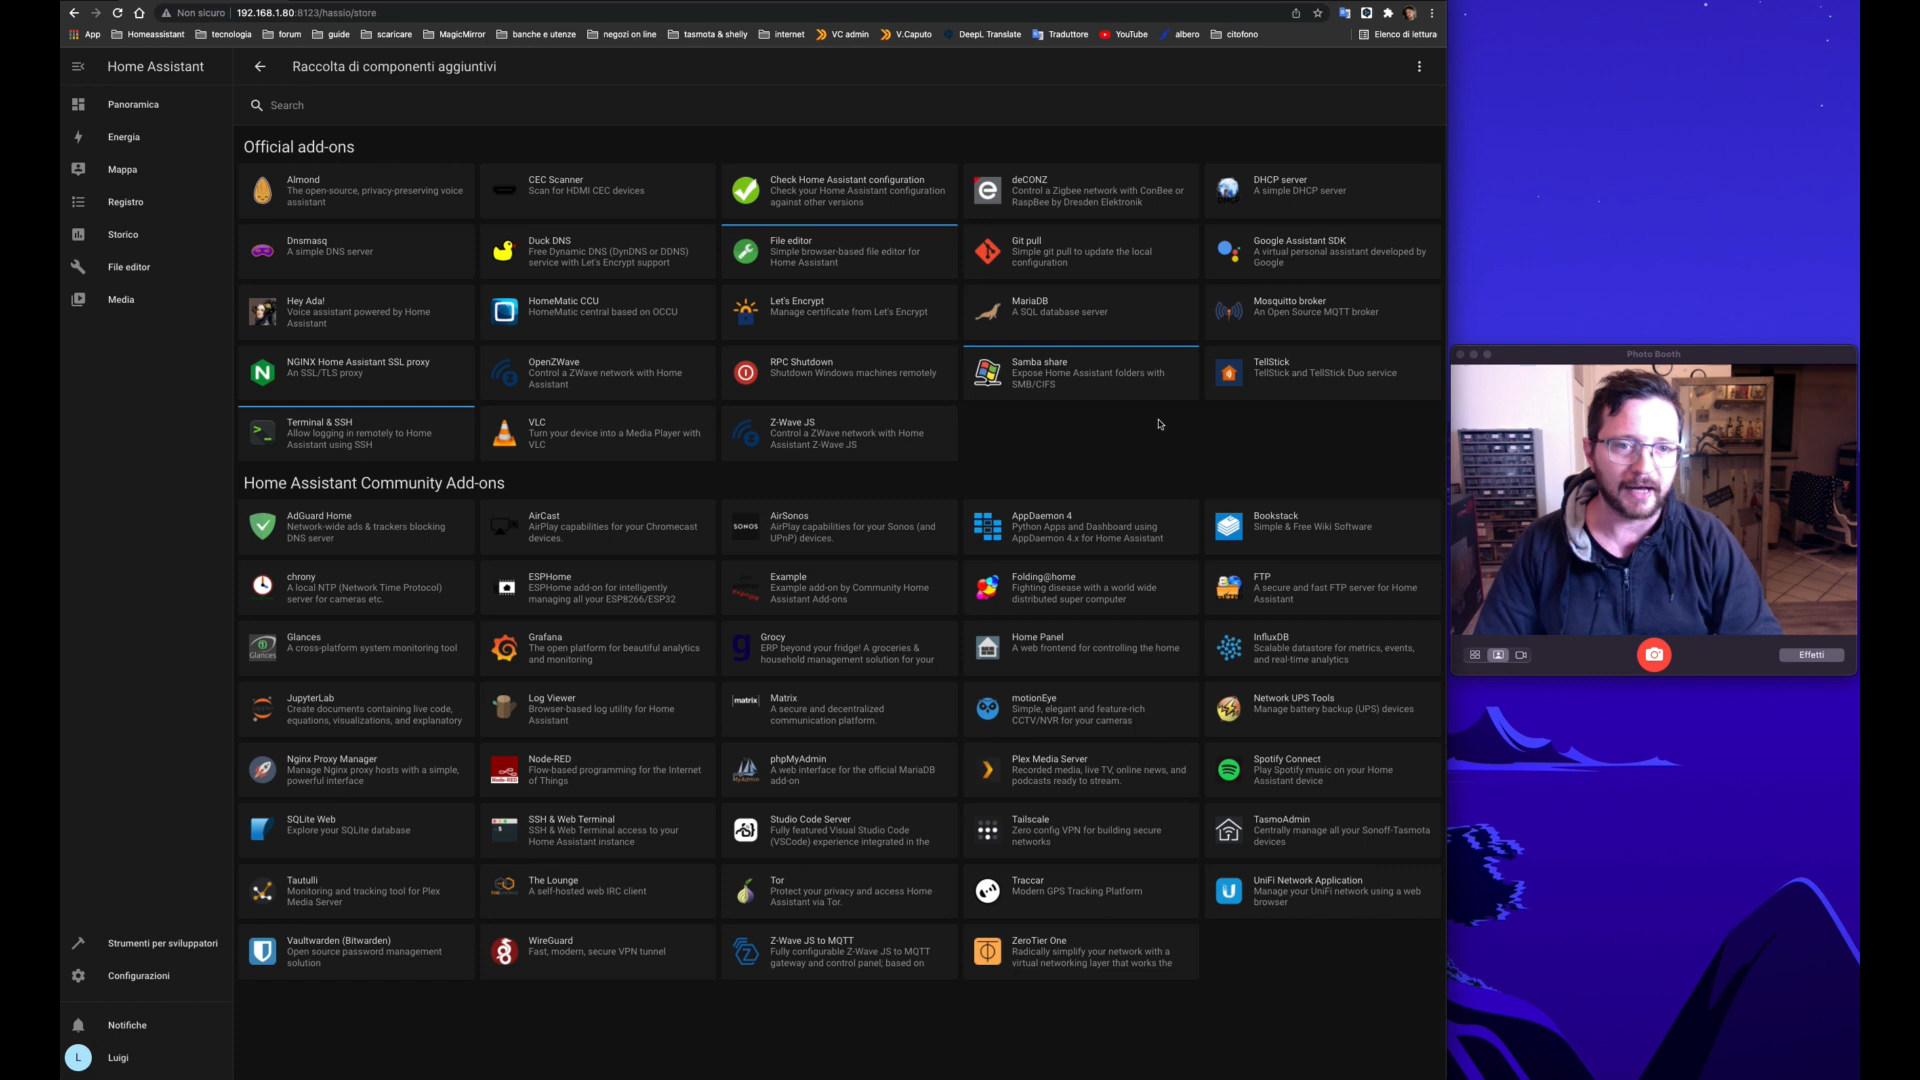 Non sicuro
192.168.1.80:8123/hassio/store
App
Homeassistant
tecnologia
forum
guide
scaricare
MagicMirror
banche e utenze
negozi on line
tasmota & shelly
internet
VC admin
V.Caputo
DeepL Translate
Traduttore
YouTube
albero
citofono
Elenco di lettura
Home Assistant
Panoramica
Energia
Mappa
Registro
Storico
File editor
Media
Strumenti per sviluppatori
Configurazioni
Notifiche
L
Luigi
Raccolta di componenti aggiuntivi
Search
Official add-ons
Almond
The open-source, privacy-preserving voice
assistant
CEC Scanner
Scan for HDMI CEC devices
Check Home Assistant configuration
Check your Home Assistant configuration
against other versions
deCONZ
Control a Zigbee network with ConBee or
RaspBee by Dresden Elektronik
DHCP server
A simple DHCP server
Dnsmasq
A simple DNS server
Duck DNS
Free Dynamic DNS (DynDNS or DDNS)
service with Let's Encrypt support
File editor
Simple browser-based file editor for
Home Assistant
Git pull
Simple git pull to update the local
configuration
Google Assistant SDK
A virtual personal assistant developed by
Google
Hey Ada!
Voice assistant powered by Home
Assistant
HomeMatic CCU
HomeMatic central based on OCCU
Let's Encrypt
Manage certificate from Let's Encrypt
MariaDB
A SQL database server
Mosquitto broker
An Open Source MQTT broker
NGINX Home Assistant SSL proxy
An SSL/TLS proxy
OpenZWave
Control a ZWave network with Home
Assistant
RPC Shutdown
Shutdown Windows machines remotely
Samba share
Expose Home Assistant folders with
SMB/CIFS
TellStick
TellStick and TellStick Duo service
Terminal & SSH
Allow logging in remotely to Home
Assistant using SSH
VLC
Turn your device into a Media Player with
VLC
Z-Wave JS
Control a ZWave network with Home
Assistant Z-Wave JS
Home Assistant Community Add-ons
AdGuard Home
Network-wide ads & trackers blocking
DNS server
AirCast
AirPlay capabilities for your Chromecast
devices.
SONOS
AirSonos
AirPlay capabilities for your Sonos (and
UPnP) devices.
AppDaemon 4
Python Apps and Dashboard using
AppDaemon 4.x for Home Assistant
Bookstack
Simple & Free Wiki Software
chrony
A local NTP (Network Time Protocol)
server for cameras etc.
ESPHome
ESPHome add-on for intelligently
managing all your ESP8266/ESP32
Example
Example add-on by Community Home
Assistant Add-ons
Folding@home
Fighting disease with a world wide
distributed super computer
FTP
A secure and fast FTP server for Home
Assistant
Glances
Glances
A cross-platform system monitoring tool
Grafana
The open platform for beautiful analytics
and monitoring
Grocy
ERP beyond your fridge! A groceries &
household management solution for your
Home Panel
A web frontend for controlling the home
InfluxDB
Scalable datastore for metrics, events,
and real-time analytics
JupyterLab
Create documents containing live code,
equations, visualizations, and explanatory
Log Viewer
Browser-based log utility for Home
Assistant
matrix
Matrix
A secure and decentralized
communication platform.
motionEye
Simple, elegant and feature-rich
CCTV/NVR for your cameras
Network UPS Tools
Manage battery backup (UPS) devices
Nginx Proxy Manager
Manage Nginx proxy hosts with a simple,
powerful interface
Node-RED
Node-RED
Flow-based programming for the Internet
of Things
phpMyAdmin
A web interface for the official MariaDB
add-on
Plex Media Server
Recorded media, live TV, online news, and
podcasts ready to stream.
Spotify Connect
Play Spotify music on your Home
Assistant device
SQLite Web
Explore your SQLite database
SSH & Web Terminal
SSH & Web Terminal access to your
Home Assistant instance
Studio Code Server
Fully featured Visual Studio Code
(VSCode) experience integrated in the
Tailscale
Zero config VPN for building secure
networks
TasmoAdmin
Centrally manage all your Sonoff-Tasmota
devices
Tautulli
Monitoring and tracking tool for Plex
Media Server
The Lounge
A self-hosted web IRC client
Tor
Protect your privacy and access Home
Assistant via Tor.
Traccar
Modern GPS Tracking Platform
UniFi Network Application
Manage your UniFi network using a web
browser
Vaultwarden (Bitwarden)
Open source password management
solution
WireGuard
Fast, modern, secure VPN tunnel
Z-Wave JS to MQTT
Fully configurable Z-Wave JS to MQTT
gateway and control panel; based on
ZeroTier One
Radically simplify your network with a
virtual networking layer that works the
Photo Booth
Effetti